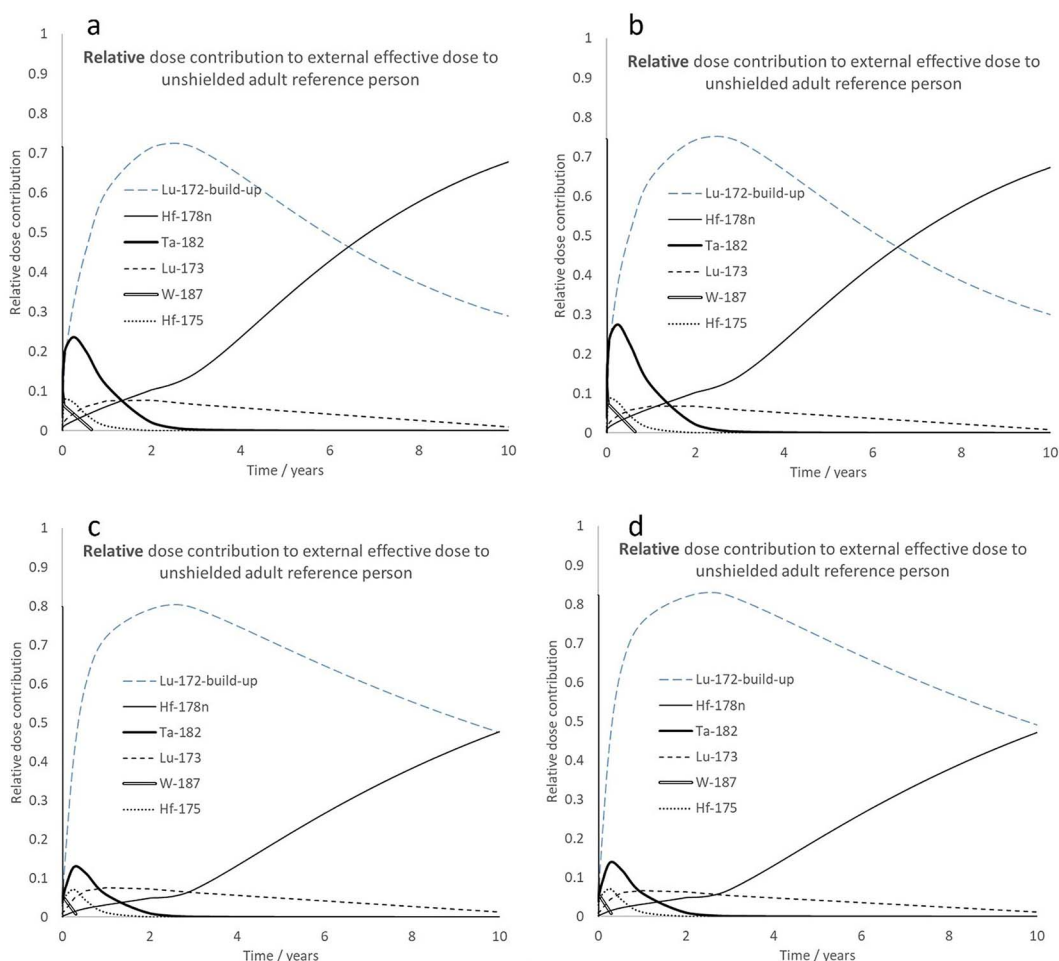 a
Relative dose contribution to external effective dose to
unshielded adult reference person
Relative dose contribution
1
0.9
0.8
0.7
0.6
0.5
0.4
0.3
0.2
0.1
0
Lu-172-build-up
Hf-178n
Ta-182
Lu-173
W-187
Hf-175
0 2 4 6 8 10
Time / years
b
Relative dose contribution to external effective dose to
unshielded adult reference person
Relative dose contribution
1
0.9
0.8
0.7
0.6
0.5
0.4
0.3
0.2
0.1
0
Lu-172-build-up
Hf-178n
Ta-182
Lu-173
W-187
Hf-175
0 2 4 6 8 10
Time / years
c
Relative dose contribution to external effective dose to
unshielded adult reference person
Relative dose contribution
1
0.9
0.8
0.7
0.6
0.5
0.4
0.3
0.2
0.1
0
Lu-172-build-up
Hf-178n
Ta-182
Lu-173
W-187
Hf-175
0 2 4 6 8 10
Time / years
d
Relative dose contribution to external effective dose to
unshielded adult reference person
Relative dose contribution
1
0.9
0.8
0.7
0.6
0.5
0.4
0.3
0.2
0.1
0
Lu-172-build-up
Hf-178n
Ta-182
Lu-173
W-187
Hf-175
0 2 4 6 8 10
Time / years